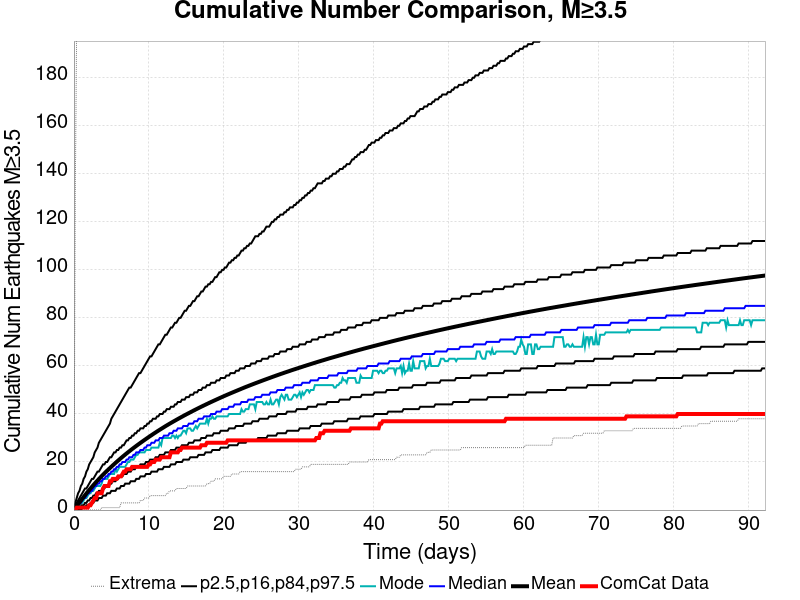 Cumulative Number Comparison, M≥3.5
Cumulative Num Earthquakes M≥3.5
180
160
140
120
100
80
60
40
20
0
0 10 20 30 40 50 60 70 80 90
Time (days)
Extrema p2.5,p16,p84,p97.5 Mode Median Mean ComCat Data